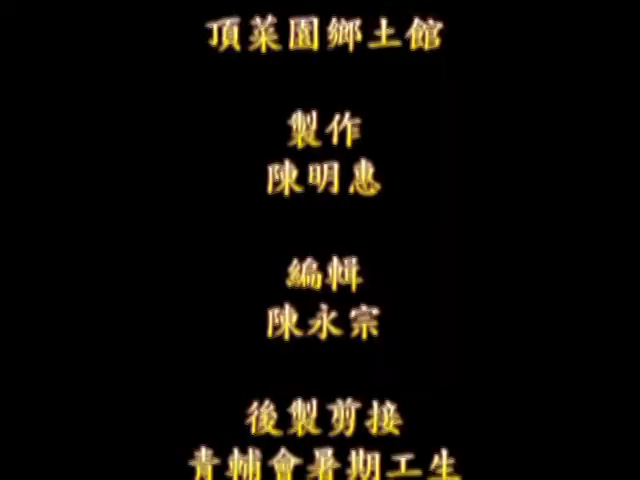 頂菜園鄉土館
製作
陳明惠
編輯
陳永宗
後製剪接
青輔會暑期工生